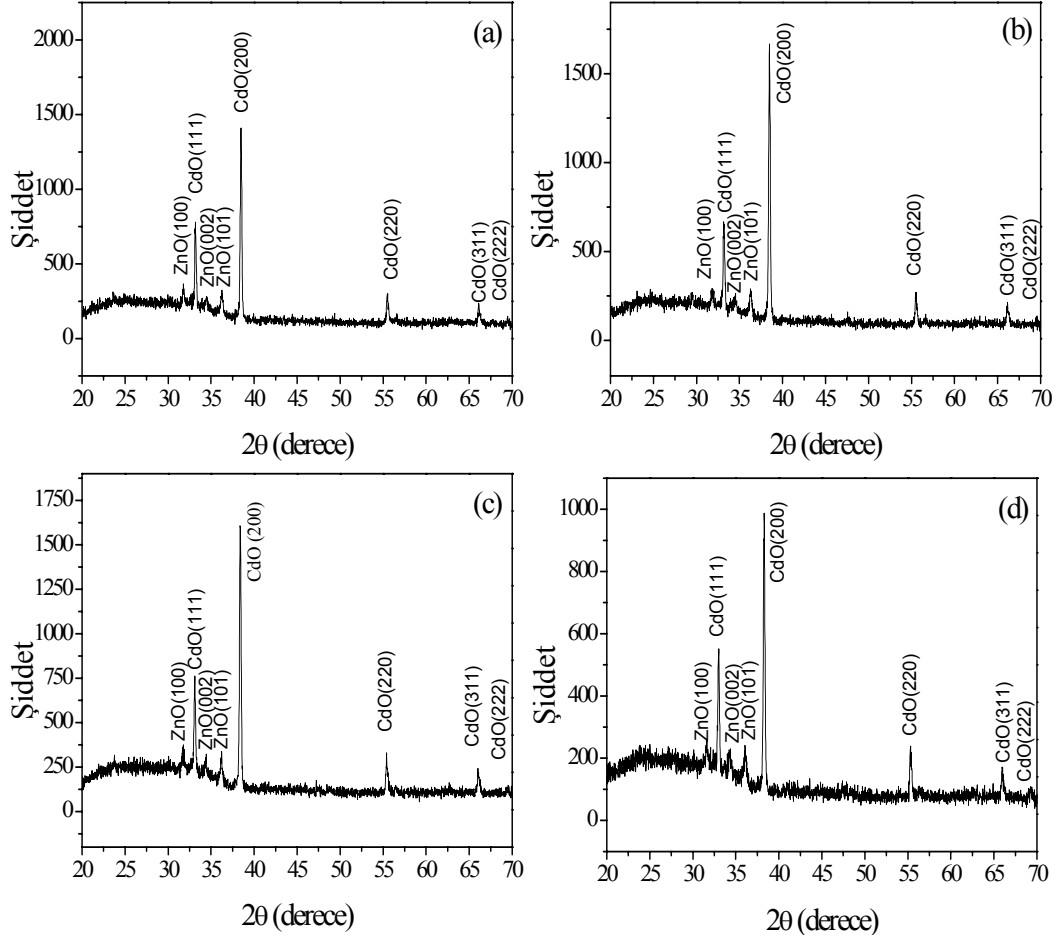 (a)
2000
1500
1000
500
0
Şiddet
ZnO(100)
CdO(111)
ZnO(002)
ZnO(101)
CdO(200)
CdO(220)
CdO(311)
CdO(222)
20 25 30 35 40 45 50 55 60 65 70
2θ (derece)
(b)
1500
1000
500
0
Şiddet
ZnO(100)
CdO(111)
ZnO(002)
ZnO(101)
CdO(200)
CdO(220)
CdO(311)
CdO(222)
20 25 30 35 40 45 50 55 60 65 70
2θ (derece)
(c)
1750
1500
1250
1000
750
500
250
0
Şiddet
ZnO(100)
CdO(111)
ZnO(002)
ZnO(101)
CdO (200)
CdO(220)
CdO(311)
CdO(222)
20 25 30 35 40 45 50 55 60 65 70
2θ (derece)
(d)
1000
800
600
400
200
0
Şiddet
ZnO(100)
CdO(111)
ZnO(002)
ZnO(101)
CdO(200)
CdO(220)
CdO(311)
CdO(222)
20 25 30 35 40 45 50 55 60 65 70
2θ (derece)